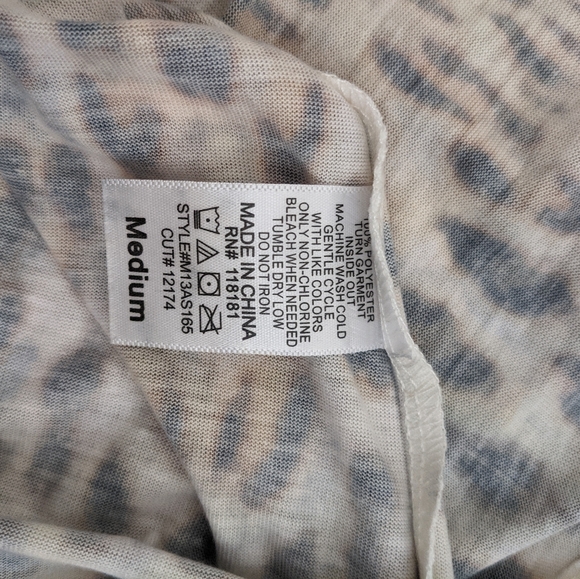 100% POLYESTER
TURN GARMENT
INSIDE OUT
MACHINE WASH COLD
GENTLE CYCLE
WITH LIKE COLORS
ONLY NON-CHLORINE
BLEACH WHEN NEEDED
TUMBLE DRY LOW
DO NOT IRON
MADE IN CHINA
RN# 118181
STYLE#M13AS165
CUT# 12174
Medium